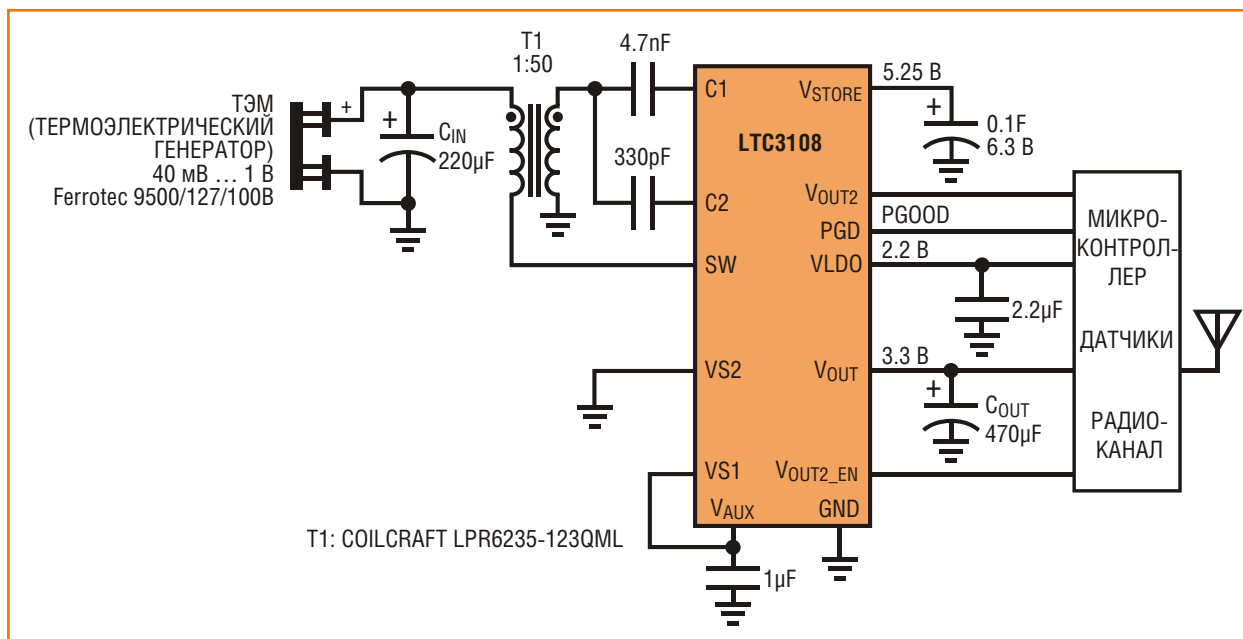 T1
1:50
4.7nF
330pF
ТЭМ
(ТЕРМОЭЛЕКТРИЧЕСКИЙ
ГЕНЕРАТОР)
40 мВ ... 1 В
Ferrotec 9500/127/100B
+
+
CIN
220µF
C1
C2
SW
VS2
VS1
VAUX
LTC3108
VSTORE
VOUT2
PGD
VLDO
VOUT
VOUT2_EN
GND
5.25 В
+
0.1F
6.3 В
PGOOD
2.2 В
2.2µF
3.3 В
+
COUT
470µF
МИКРО-
КОНТРОЛ-
ЛЕР
ДАТЧИКИ
РАДИО-
КАНАЛ
T1: COILCRAFT LPR6235-123QML
1µF